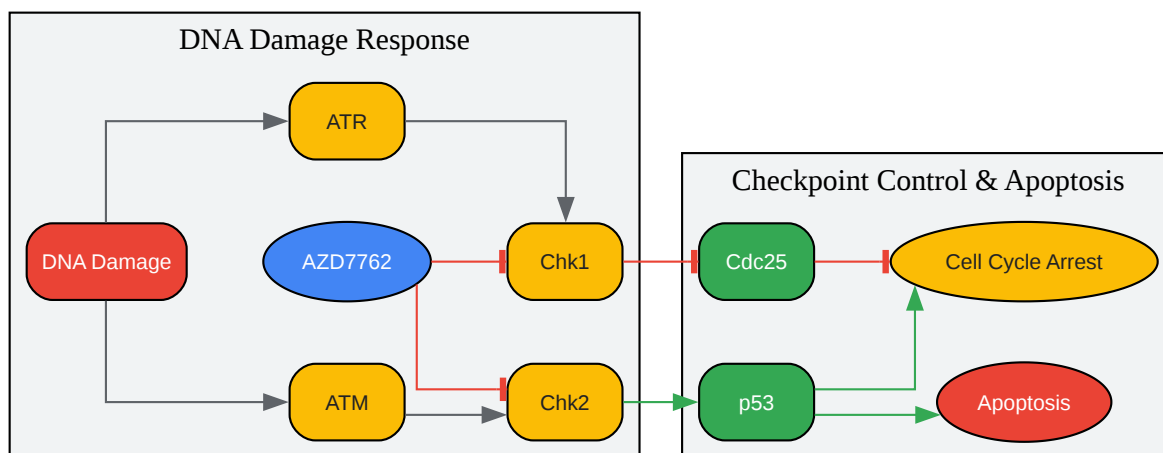 DNA Damage Response
ATR
DNA Damage
AZD7762
Chk1
ATM
Chk2
Checkpoint Control & Apoptosis
Cdc25
Cell Cycle Arrest
p53
Apoptosis